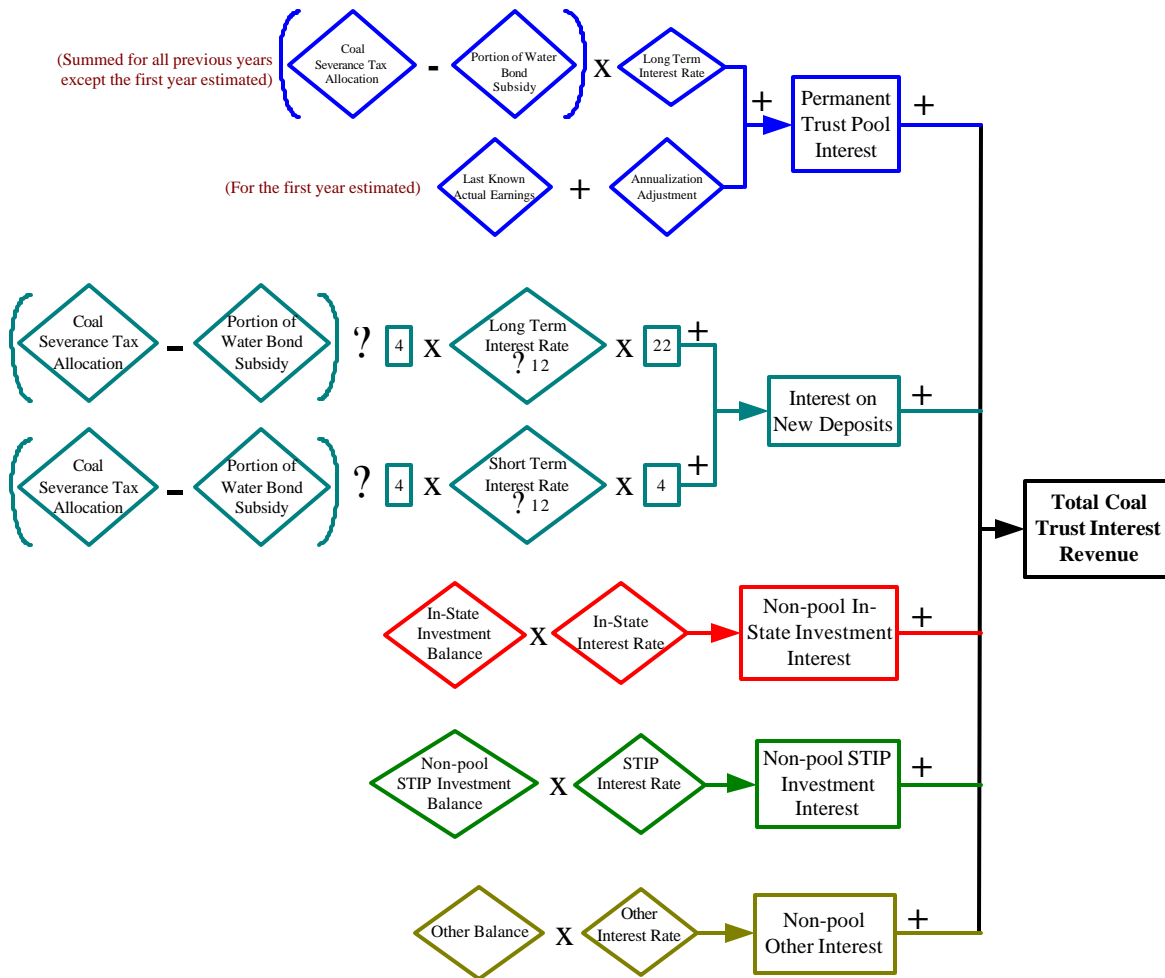 (Summed for all previous years
except the first year estimated)
(
Coal
Severance Tax
Allocation
-
Portion of Water
Bond
Subsidy
)
x
Long Term
Interest Rate
+
Permanent
Trust Pool
Interest
+
(For the first year estimated)
Last Known
Actual Earnings
+
Annualization
Adjustment
(
Coal
Severance Tax
Allocation
-
Portion of
Water Bond
Subsidy
)
?
4
x
Long Term
Interest Rate
? 12
x
22
+
Interest on
New Deposits
+
(
Coal
Severance Tax
Allocation
-
Portion of
Water Bond
Subsidy
)
?
4
x
Short Term
Interest Rate
? 12
x
4
+
Total Coal
Trust Interest
Revenue
In-State
Investment
Balance
x
In-State
Interest Rate
Non-pool In-
State Investment
Interest
+
Non-pool
STIP Investment
Balance
x
STIP
Interest Rate
Non-pool STIP
Investment
Interest
+
Other Balance
x
Other
Interest Rate
Non-pool
Other Interest
+